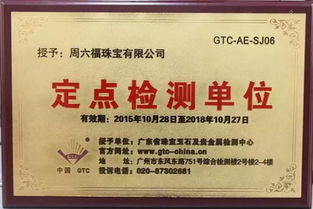 GTC-AE-SJ06
授予：周六福珠宝有限公司
定点检测单位
有效期：2015年10月28日至2018年10月27日
授予单位：广东省珠宝玉石及贵金属检测中心
官方网址：www.gtc-china.cn
地 址：广州市东风东路751号综合检测楼2号楼2-4楼
投诉电话：020-87302681
GTC
中国 GTC